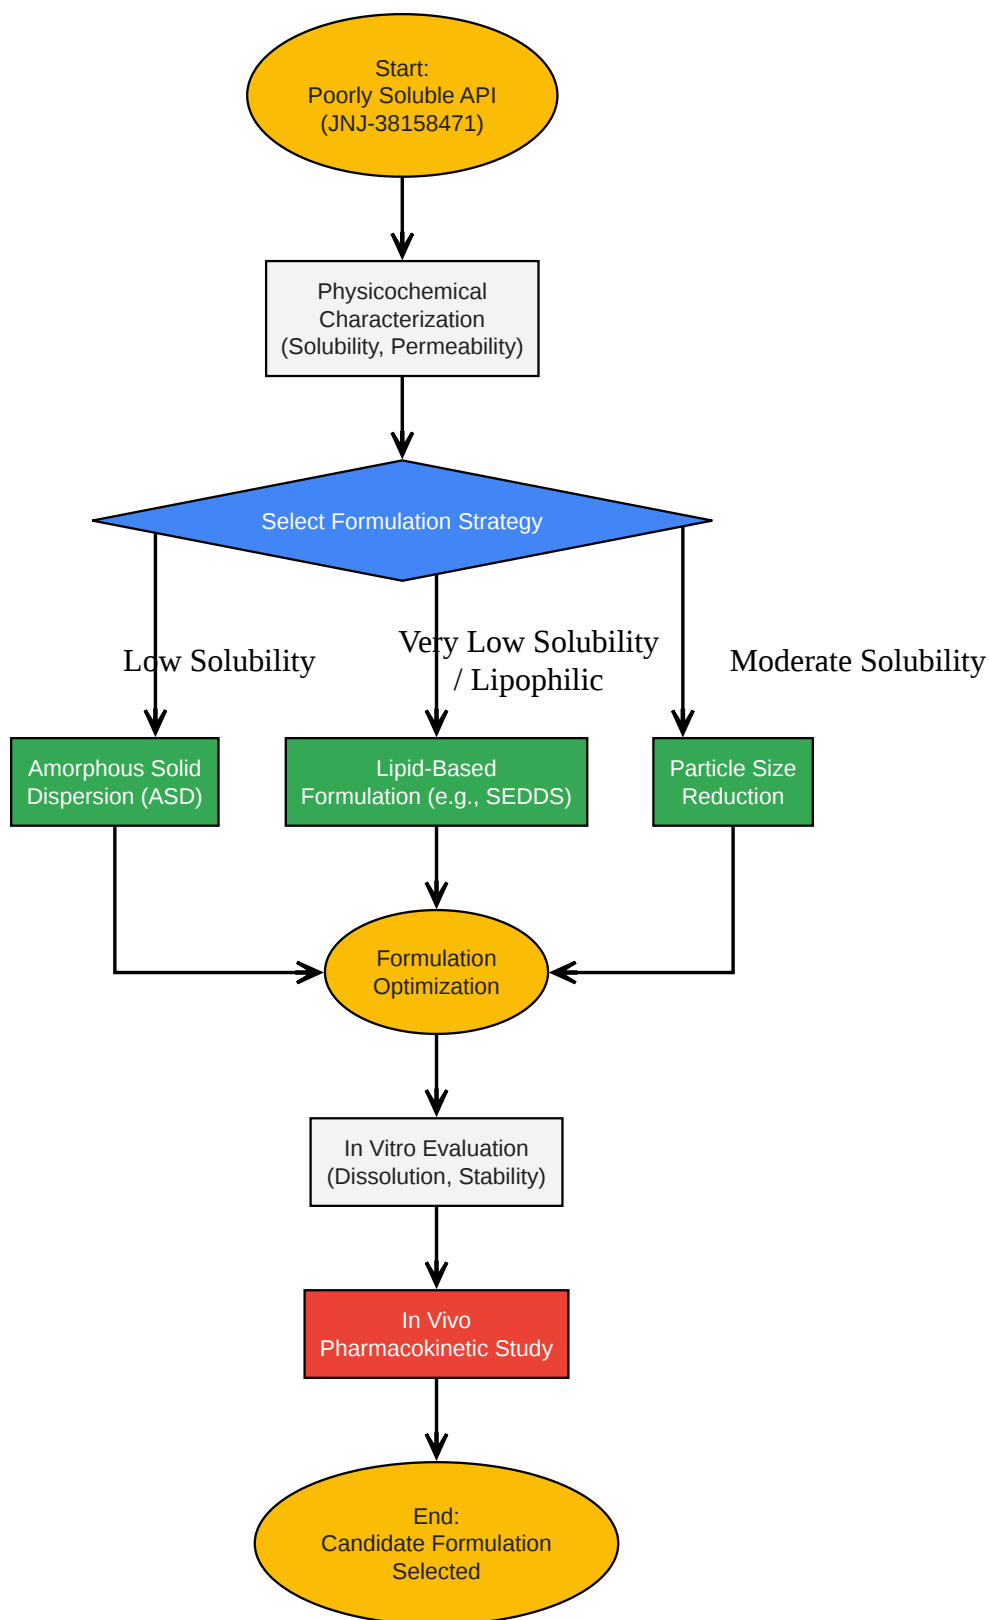 Start:
Poorly Soluble API
(JNJ-38158471)
Physicochemical
Characterization
(Solubility, Permeability)
Select Formulation Strategy
Low Solubility
Very Low Solubility
/ Lipophilic
Moderate Solubility
Amorphous Solid
Dispersion (ASD)
Lipid-Based
Formulation (e.g., SEDDS)
Particle Size
Reduction
Formulation
Optimization
In Vitro Evaluation
(Dissolution, Stability)
In Vivo
Pharmacokinetic Study
End:
Candidate Formulation
Selected